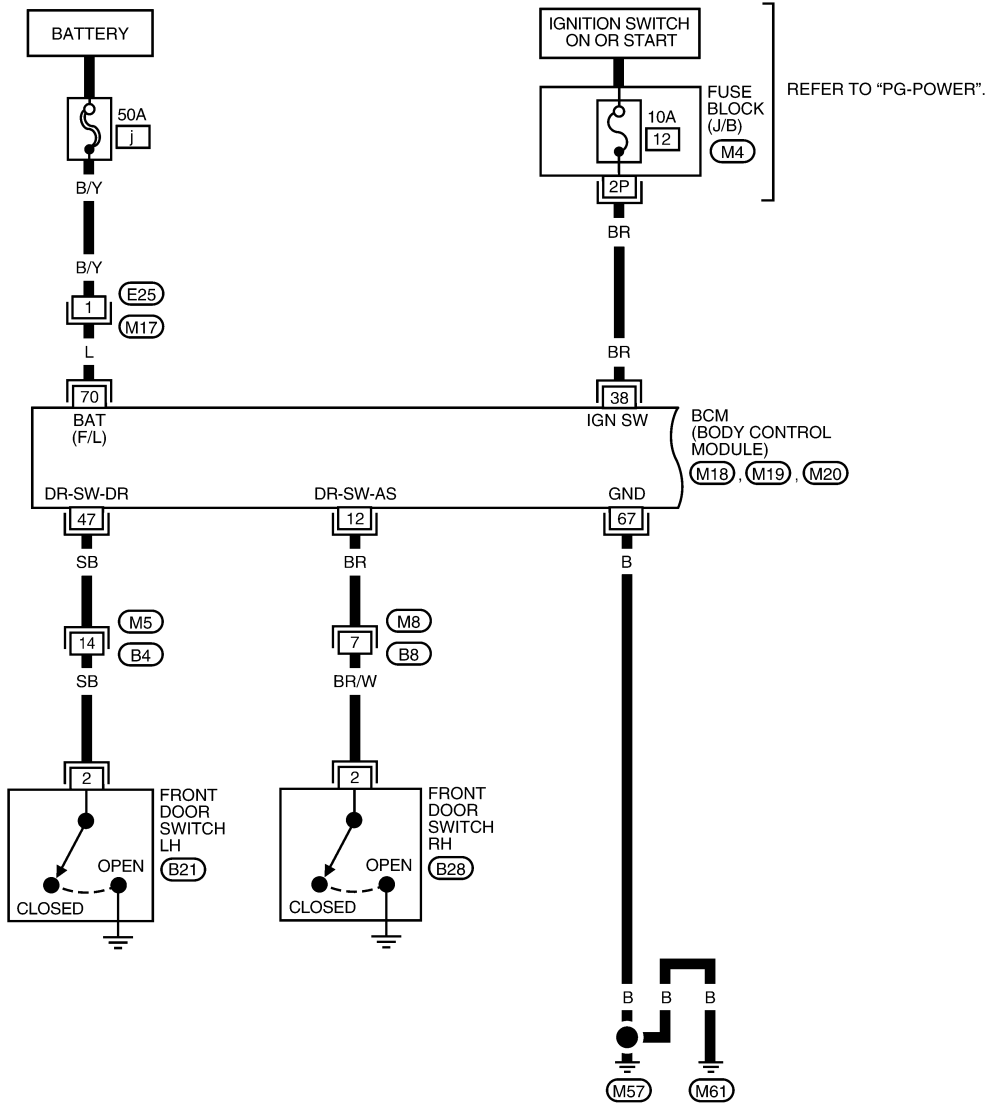 BATTERY
IGNITION SWITCH
ON OR START
50A
j
10A
12
FUSE
BLOCK
(J/B)
M4
REFER TO “PG-POWER”.
2P
B/Y
BR
B/Y
1
E25
M17
L
BR
70
38
BAT
(F/L)
IGN SW
BCM
(BODY CONTROL
MODULE)
M18 , M19 , M20
DR-SW-DR
DR-SW-AS
GND
47
12
67
SB
BR
B
14
M5
B4
7
M8
B8
SB
BR/W
2
2
FRONT
DOOR
SWITCH
LH
B21
OPEN
CLOSED
FRONT
DOOR
SWITCH
RH
B28
OPEN
CLOSED
B
B
B
M57
M61